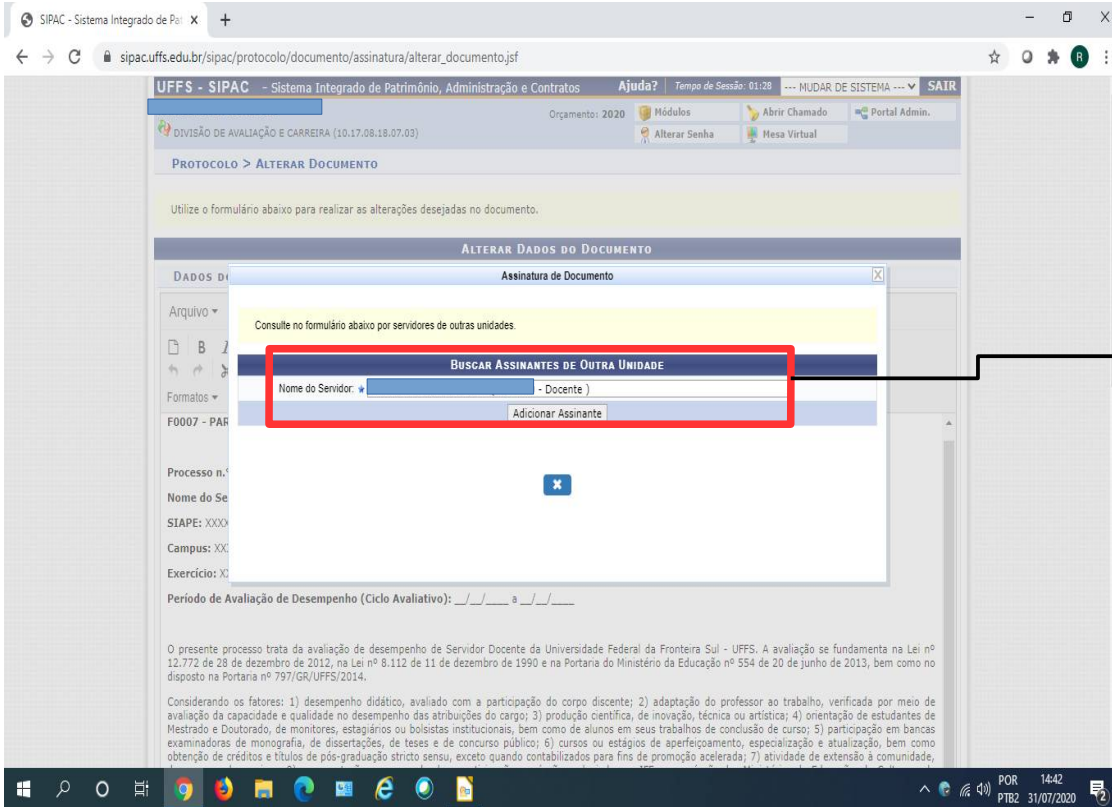 SIPAC - Sistema Integrado de Pat
sipac.uffs.edu.br/sipac/protocolo/documento/assinatura/alterar_documento.jsf
R
UFFS - SIPAC - Sistema Integrado de Patrimônio, Administração e Contratos Ajuda? Tempo de Sessão: 01:28 --- MUDAR DE SISTEMA --- SAIR
Orçamento: 2020 Módulos Abrir Chamado Portal Admin.
DIVISÃO DE AVALIAÇÃO E CARREIRA (10.17.08.18.07.03) Alterar Senha Mesa Virtual
PROTOCOLO > ALTERAR DOCUMENTO
Utilize o formulário abaixo para realizar as alterações desejadas no documento.
ALTERAR DADOS DO DOCUMENTO
DADOS D
Assinatura de Documento X
Arquivo
Consulte no formulário abaixo por servidores de outras unidades.
B I
BUSCAR ASSINANTES DE OUTRA UNIDADE
Nome do Servidor: - Docente )
Formatos
Adicionar Assinante
F0007 - PAR
Processo n.º
Nome do Se
SIAPE: XXXX
Campus: XX
Exercício: X
Período de Avaliação de Desempenho (Ciclo Avaliativo): __/__/____ a __/__/____
O presente processo trata da avaliação de desempenho de Servidor Docente da Universidade Federal da Fronteira Sul - UFFS. A avaliação se fundamenta na Lei nº
12.772 de 28 de dezembro de 2012, na Lei nº 8.112 de 11 de dezembro de 1990 e na Portaria do Ministério da Educação nº 554 de 20 de junho de 2013, bem como no
disposto na Portaria nº 797/GR/UFFS/2014.
Considerando os fatores: 1) desempenho didático, avaliado com a participação do corpo discente; 2) adaptação do professor ao trabalho, verificada por meio de
avaliação da capacidade e qualidade no desempenho das atribuições do cargo; 3) produção científica, de inovação, técnica ou artística; 4) orientação de estudantes de
Mestrado e Doutorado, de monitores, estagiários ou bolsistas institucionais, bem como de alunos em seus trabalhos de conclusão de curso; 5) participação em bancas
examinadoras de monografia, de dissertações, de teses e de concurso público; 6) cursos ou estágios de aperfeiçoamento, especialização e atualização, bem como
obtenção de créditos e títulos de pós-graduação stricto sensu, exceto quando contabilizados para fins de promoção acelerada; 7) atividade de extensão à comunidade,
POR 14:42
PTB2 31/07/2020 2